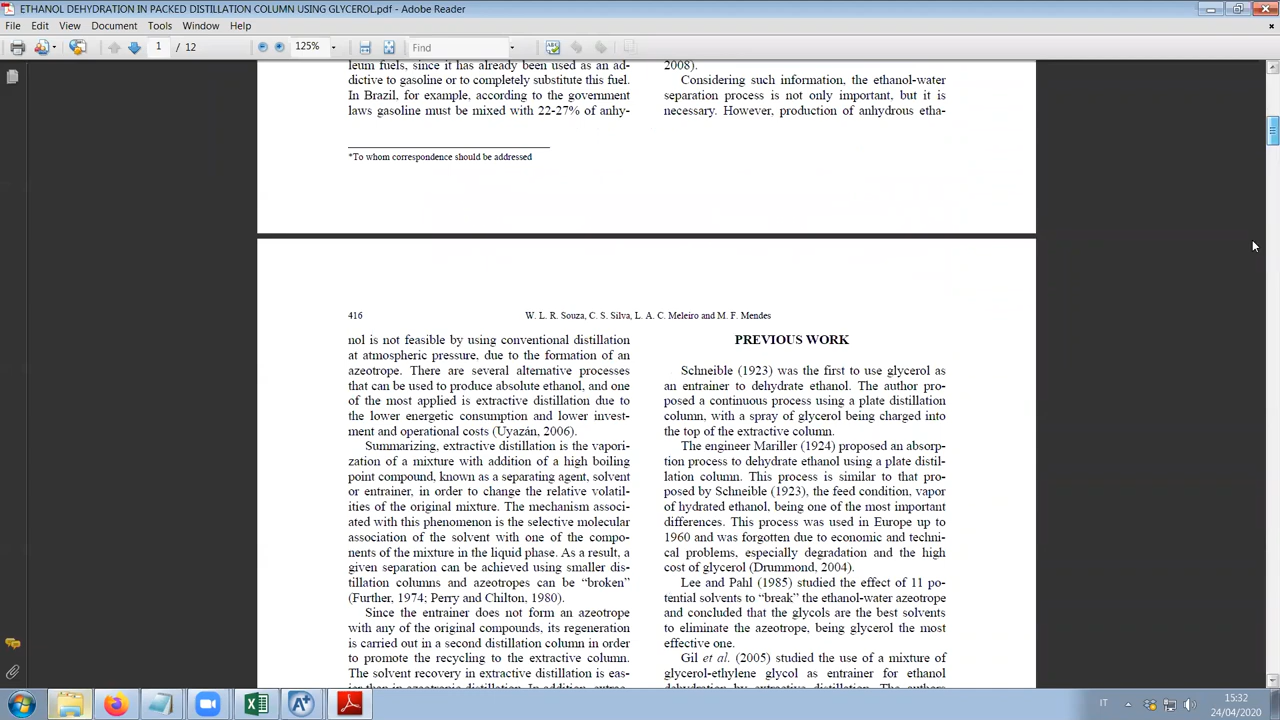 ETHANOL DEHYDRATION IN PACKED DISTILLATION COLUMN USING GLYCEROL.pdf - Adobe Reader
File Edit View Document Tools Window Help
1 / 12 125% Find
leum fuels, since it has already been used as an ad-
dictive to gasoline or to completely substitute this fuel.
In Brazil, for example, according to the government
laws gasoline must be mixed with 22-27% of anhy-
*To whom correspondence should be addressed
2008).
Considering such information, the ethanol-water
separation process is not only important, but it is
necessary. However, production of anhydrous etha-
416 W. L. R. Souza, C. S. Silva, L. A. C. Meleiro and M. F. Mendes
nol is not feasible by using conventional distillation
at atmospheric pressure, due to the formation of an
azeotrope. There are several alternative processes
that can be used to produce absolute ethanol, and one
of the most applied is extractive distillation due to
the lower energetic consumption and lower invest-
ment and operational costs (Uyazán, 2006).
Summarizing, extractive distillation is the vapori-
zation of a mixture with addition of a high boiling
point compound, known as a separating agent, solvent
or entrainer, in order to change the relative volatil-
ities of the original mixture. The mechanism associ-
ated with this phenomenon is the selective molecular
association of the solvent with one of the compo-
nents of the mixture in the liquid phase. As a result, a
given separation can be achieved using smaller dis-
tillation columns and azeotropes can be “broken”
(Further, 1974; Perry and Chilton, 1980).
Since the entrainer does not form an azeotrope
with any of the original compounds, its regeneration
is carried out in a second distillation column in order
to promote the recycling to the extractive column.
The solvent recovery in extractive distillation is eas-
ier than in azeotropic distillation. In addition, extrac-
PREVIOUS WORK
Schneible (1923) was the first to use glycerol as
an entrainer to dehydrate ethanol. The author pro-
posed a continuous process using a plate distillation
column, with a spray of glycerol being charged into
the top of the extractive column.
The engineer Mariller (1924) proposed an absorp-
tion process to dehydrate ethanol using a plate distil-
lation column. This process is similar to that pro-
posed by Schneible (1923), the feed condition, vapor
of hydrated ethanol, being one of the most important
differences. This process was used in Europe up to
1960 and was forgotten due to economic and techni-
cal problems, especially degradation and the high
cost of glycerol (Drummond, 2004).
Lee and Pahl (1985) studied the effect of 11 po-
tential solvents to “break” the ethanol-water azeotrope
and concluded that the glycols are the best solvents
to eliminate the azeotrope, being glycerol the most
effective one.
Gil et al. (2005) studied the use of a mixture of
glycerol-ethylene glycol as entrainer for ethanol
dehydration by extractive distillation. The authors
IT 15:32
24/04/2020